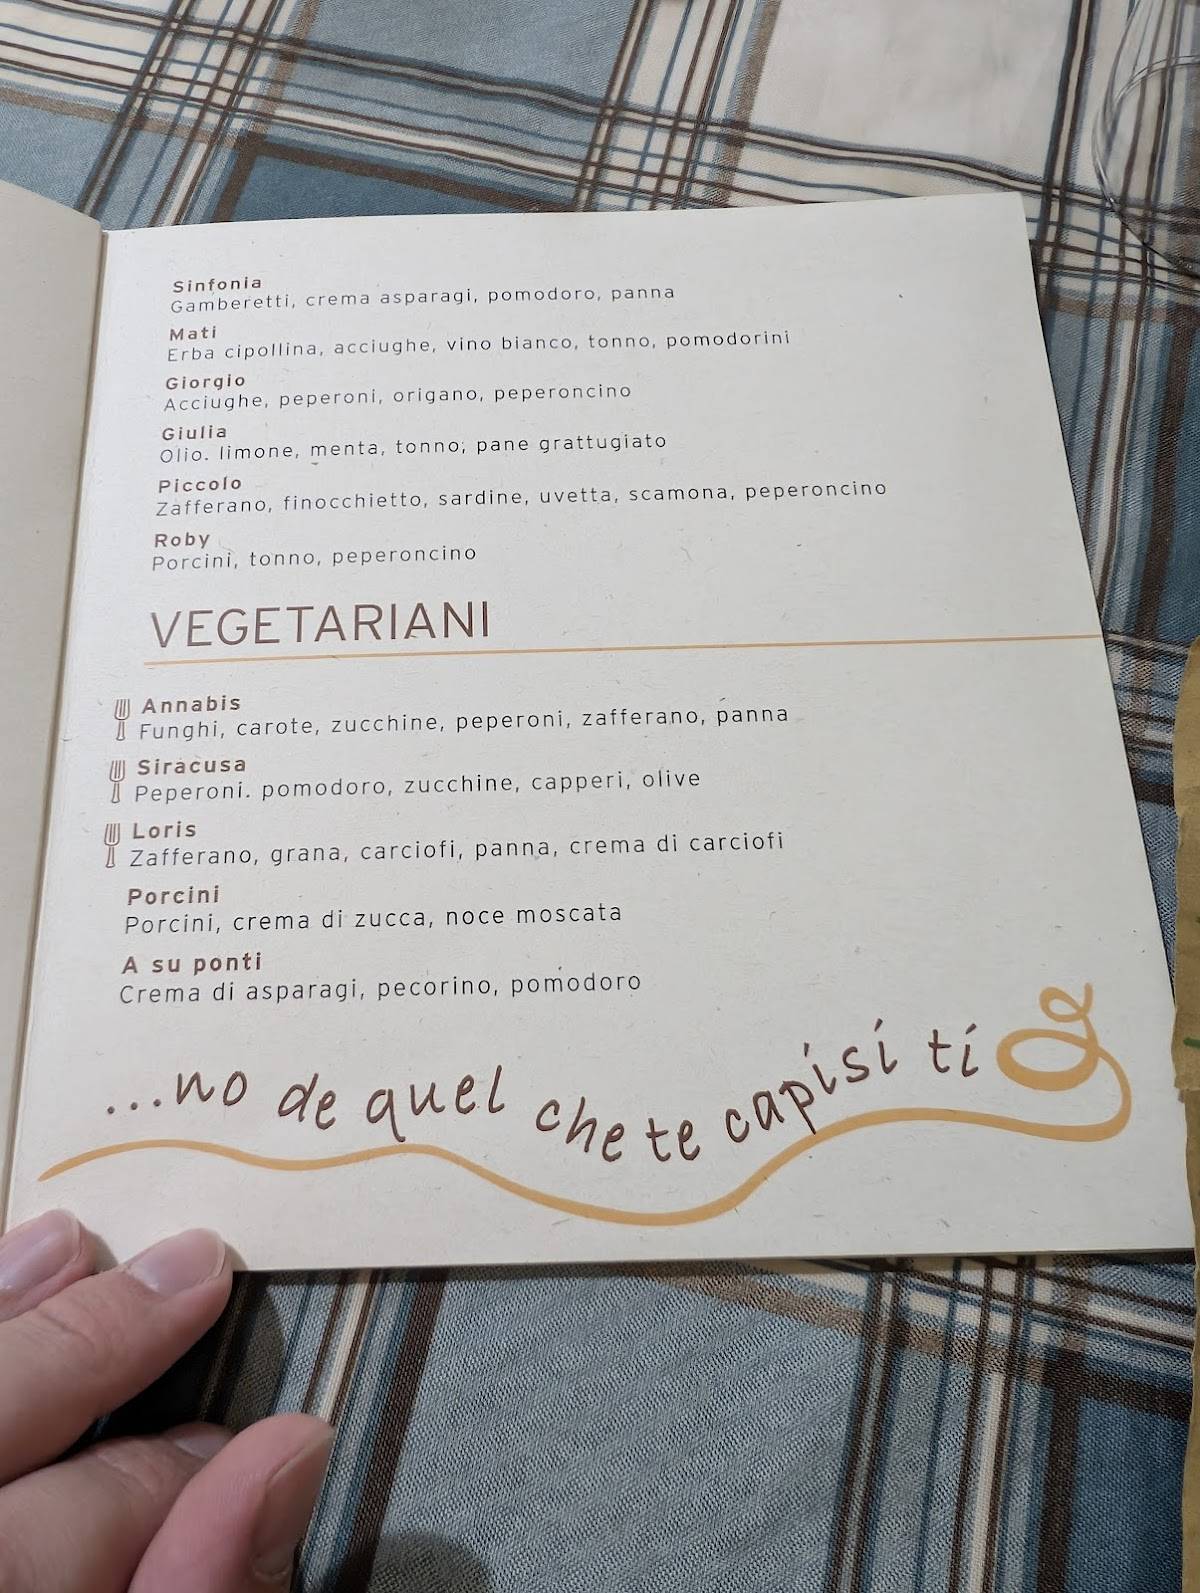 Sinfonia
Gamberetti, crema asparagi, pomodoro, panna
Mati
Erba cipollina, acciughe, vino bianco, tonno, pomodorini
Giorgio
Acciughe, peperoni, origano, peperoncino
Giulia
Olio. limone, menta, tonno, pane grattugiato
Piccolo
Zafferano, finocchietto, sardine, uvetta, scamona, peperoncino
Roby
Porcini, tonno, peperoncino
VEGETARIANI
Annabis
Funghi, carote, zucchine, peperoni, zafferano, panna
Siracusa
Peperoni. pomodoro, zucchine, capperi, olive
Loris
Zafferano, grana, carciofi, panna, crema di carciofi
Porcini
Porcini, crema di zucca, noce moscata
A su ponti
Crema di asparagi, pecorino, pomodoro
...no de quel che te capisi ti